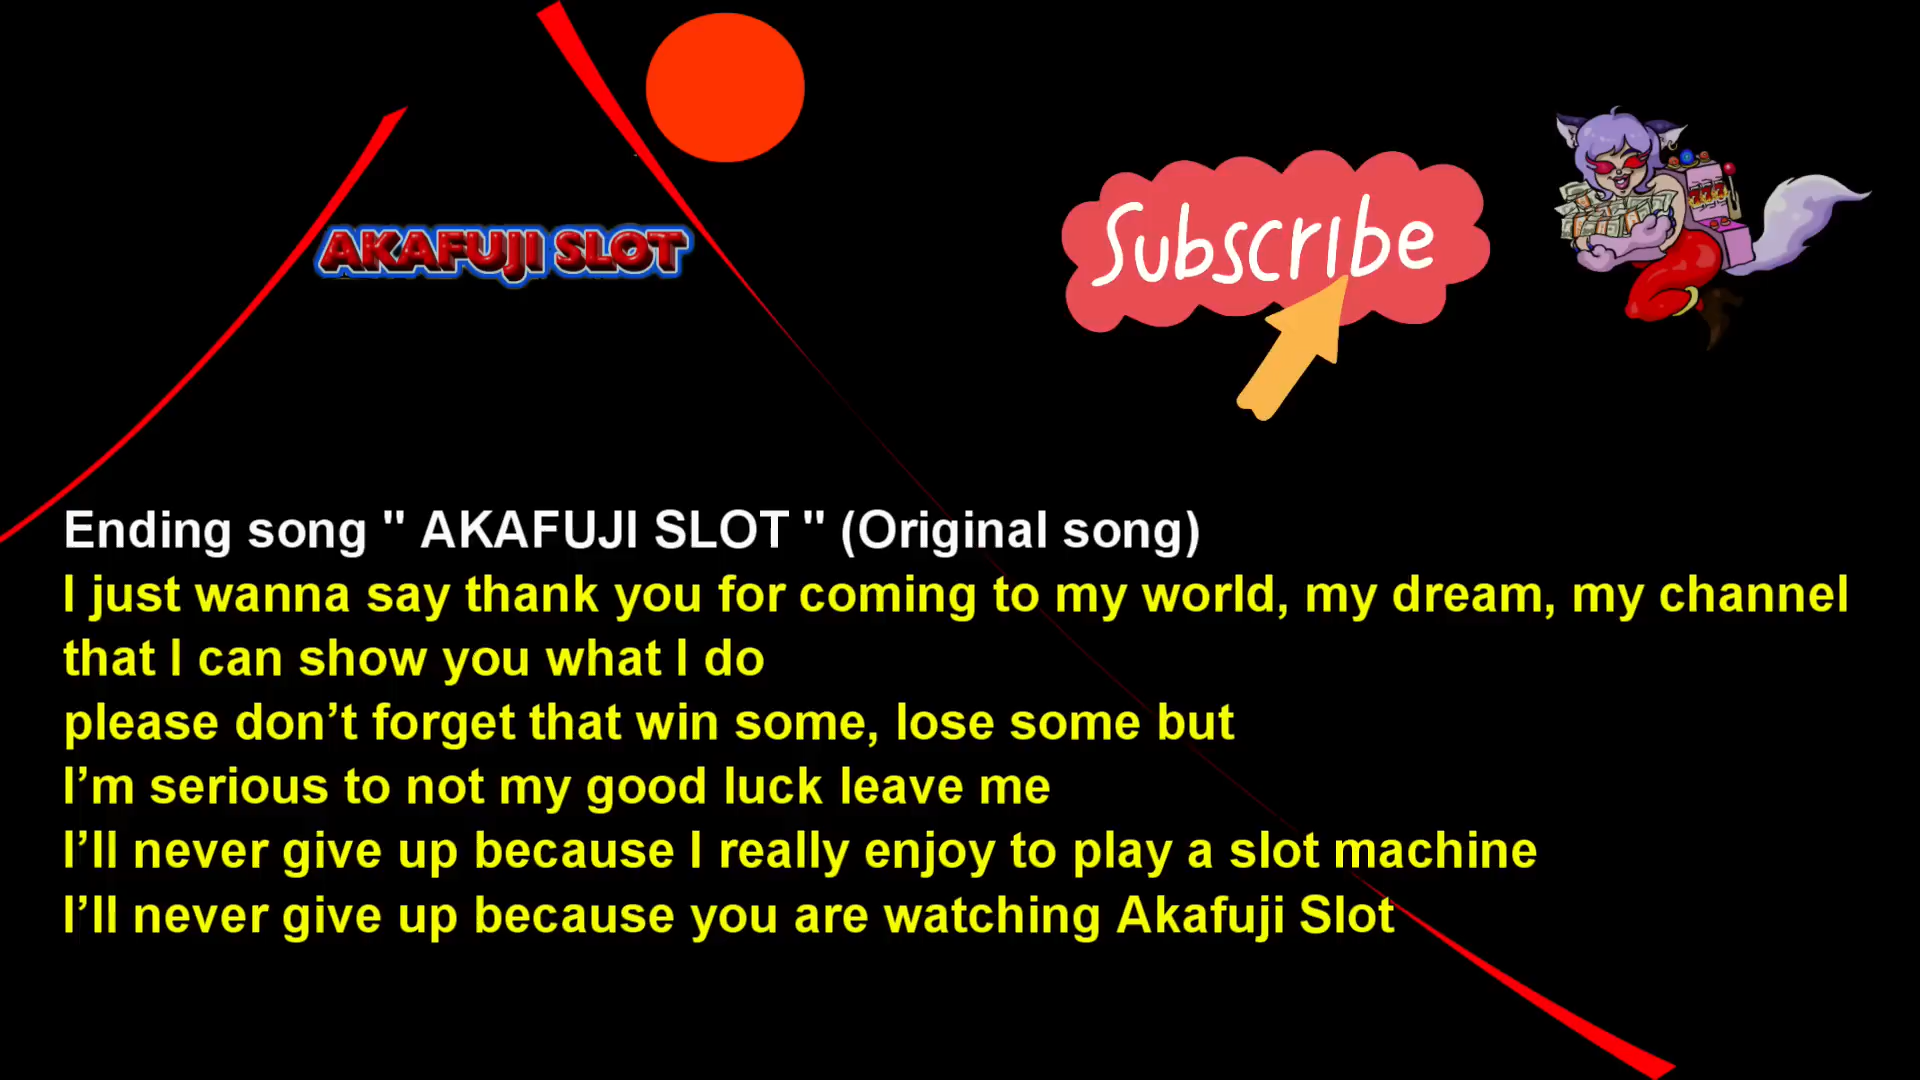 AKAFUJI SLOT
Subscribe
777
Ending song " AKAFUJI SLOT " (Original song)
I just wanna say thank you for coming to my world, my dream, my channel
that I can show you what I do
please don’t forget that win some, lose some but
I’m serious to not my good luck leave me
I’ll never give up because I really enjoy to play a slot machine
I’ll never give up because you are watching Akafuji Slot